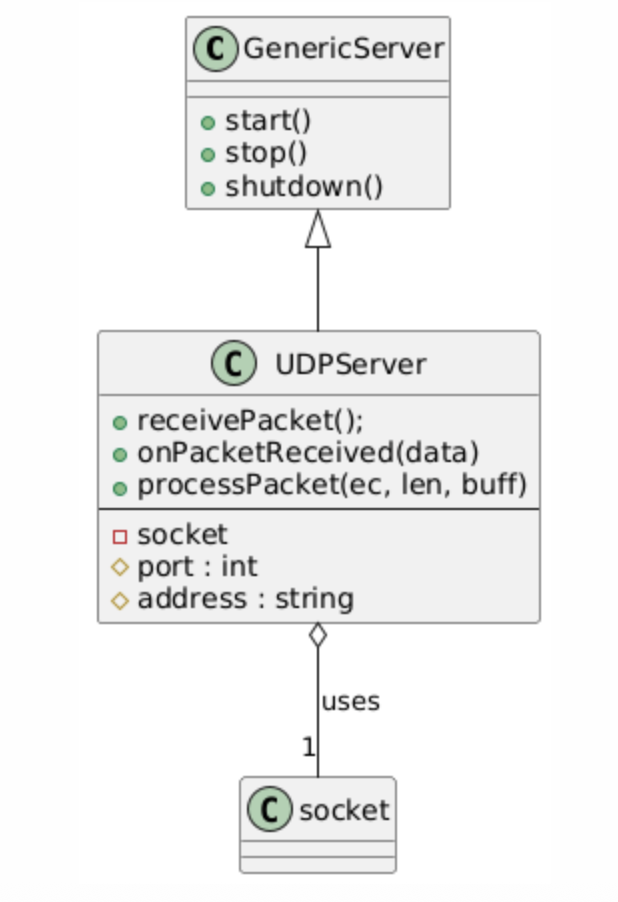 C GenericServer
start()
stop()
shutdown()
C UDPServer
receivePacket();
onPacketReceived(data)
processPacket(ec, len, buff)
socket
port : int
address : string
uses
1
C socket